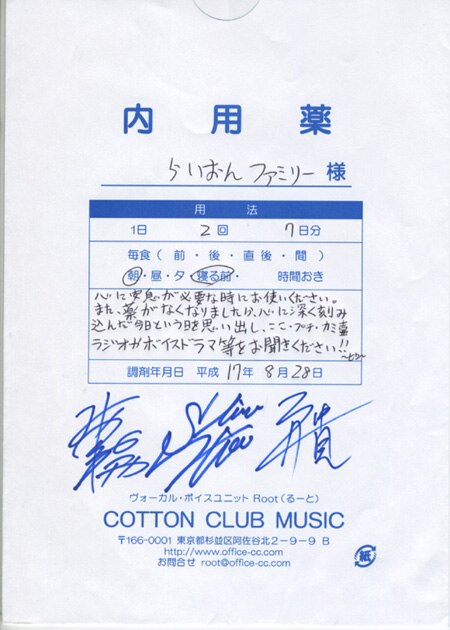 内用薬
らいおんファミリー 様
用法
1日 2回 7日分
毎食(前・後・直後・間)
朝・昼・夕・寝る前・ 時間おき
心に安息が必要な時にお使いください。
また、薬がなくなりましたら、心に深く刻み
込んだ今日という日を思い出し、ここ・プチ・カミ壷
ラジオやボイスドラマ等をお聞きください!!
調剤年月日 平成 17年 8月 28日
ヴォーカル・ボイスユニット Root(るーと)
COTTON CLUB MUSIC
〒166-0001 東京都杉並区阿佐谷北2-9-9 B
http://www.office-cc.com
お問合せ root@office-cc.com
紙